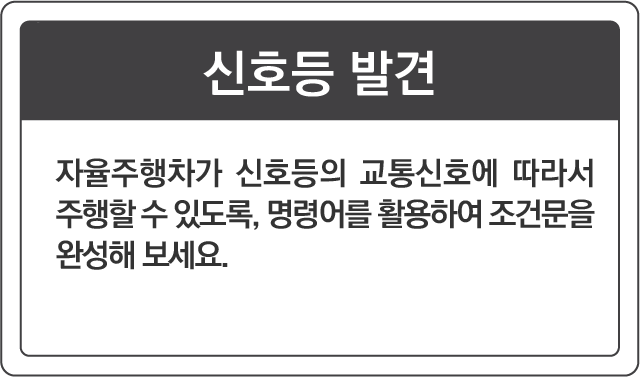 신호등 발견
자율주행차가 신호등의 교통신호에 따라서
주행할 수 있도록, 명령어를 활용하여 조건문을
완성해 보세요.